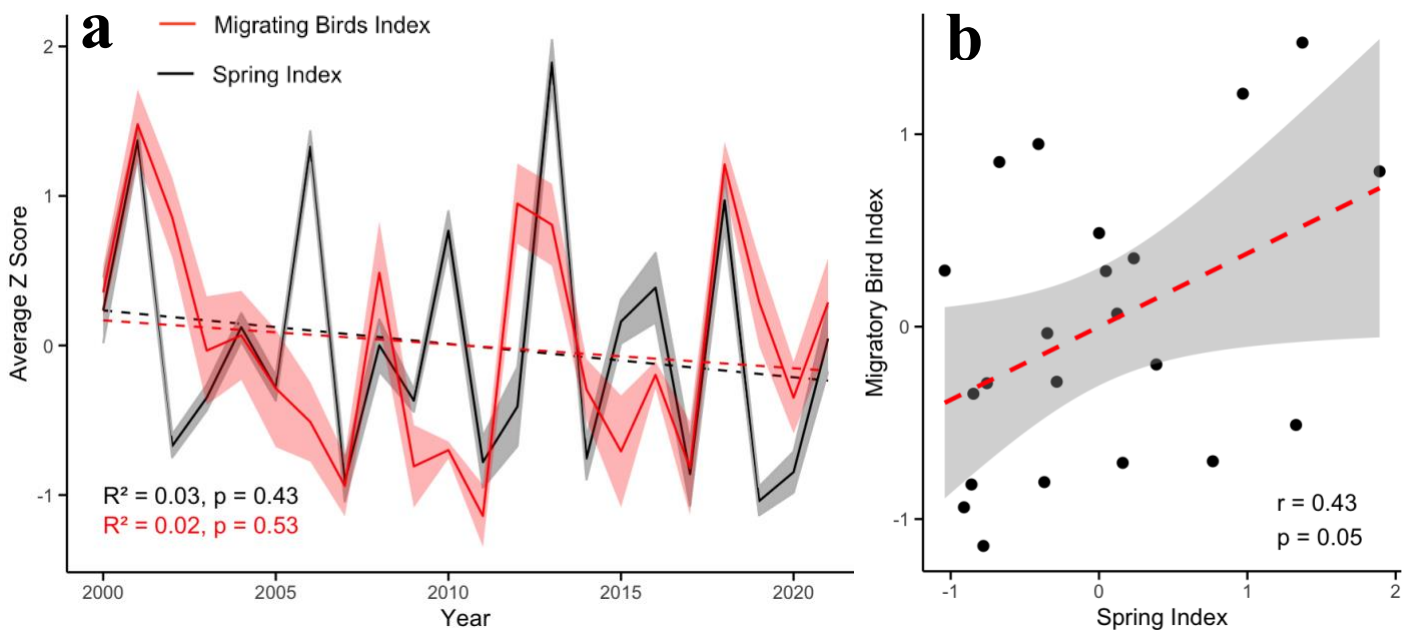 a
Migrating Birds Index
Spring Index
Average Z Score
2
1
0
-1
R² = 0.03, p = 0.43
R² = 0.02, p = 0.53
2000
2005
2010
2015
2020
Year
b
Migratory Bird Index
1
0
-1
r = 0.43
p = 0.05
-1
0
1
2
Spring Index